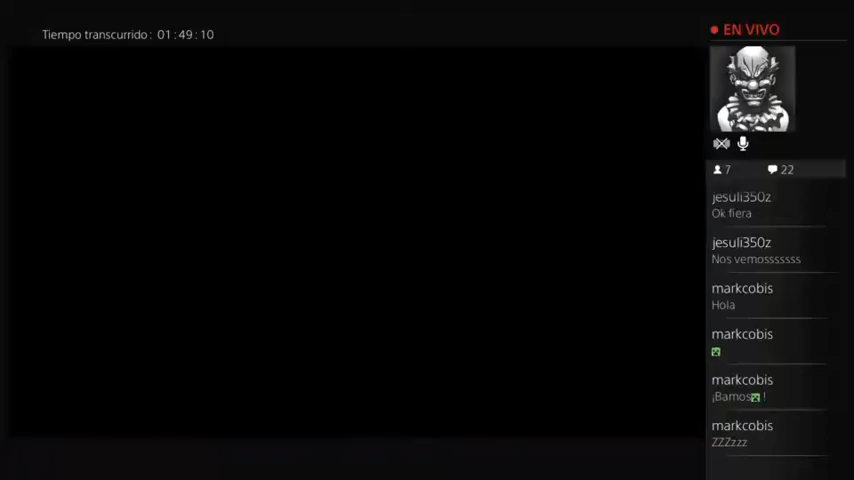 Tiempo transcurrido: 01:49:10
EN VIVO
7 22
jesuli350z
Ok fiera
jesuli350z
Nos vemosssssss
markcobis
Hola
markcobis
markcobis
¡Bamos !
markcobis
ZZZzzz